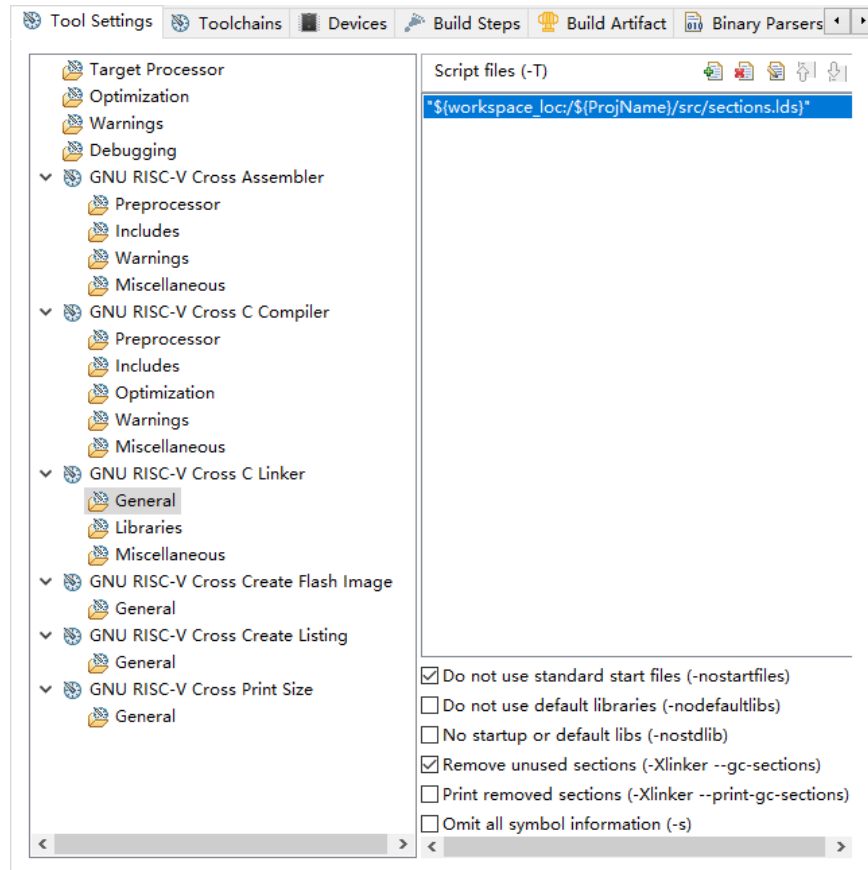 Tool Settings Toolchains Devices Build Steps Build Artifact Binary Parsers
Target Processor
Optimization
Warnings
Debugging
GNU RISC-V Cross Assembler
Preprocessor
Includes
Warnings
Miscellaneous
GNU RISC-V Cross C Compiler
Preprocessor
Includes
Optimization
Warnings
Miscellaneous
GNU RISC-V Cross C Linker
General
Libraries
Miscellaneous
GNU RISC-V Cross Create Flash Image
General
GNU RISC-V Cross Create Listing
General
GNU RISC-V Cross Print Size
General
Script files (-T)
"${workspace_loc:/${ProjName}/src/sections.lds}"
Do not use standard start files (-nostartfiles)
Do not use default libraries (-nodefaultlibs)
No startup or default libs (-nostdlib)
Remove unused sections (-Xlinker --gc-sections)
Print removed sections (-Xlinker --print-gc-sections)
Omit all symbol information (-s)